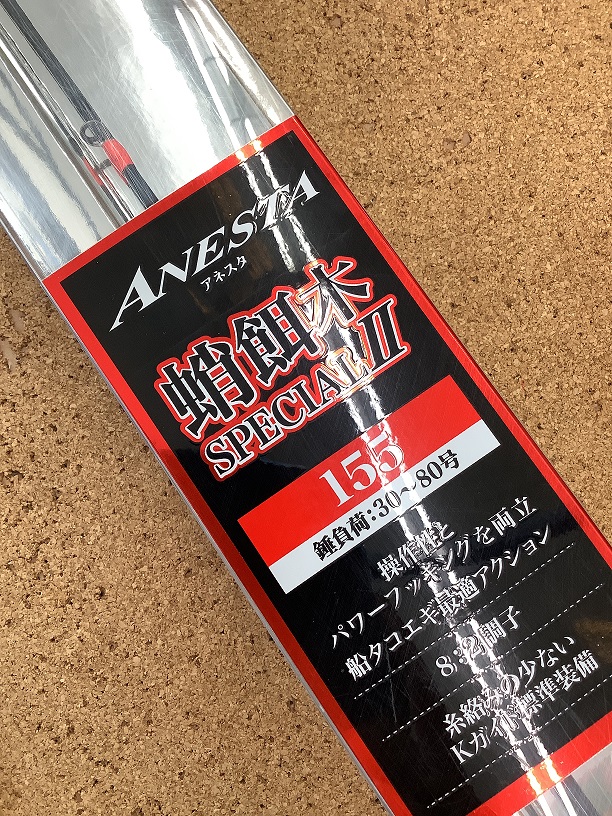 ANESTA
アネスタ
蛸餌木
SPECIAL II
155
錘負荷:30〜80号
操作性と
パワーフッキングを両立
船タコエギ最適アクション
8:2調子
糸絡みの少ない
Kガイド標準装備